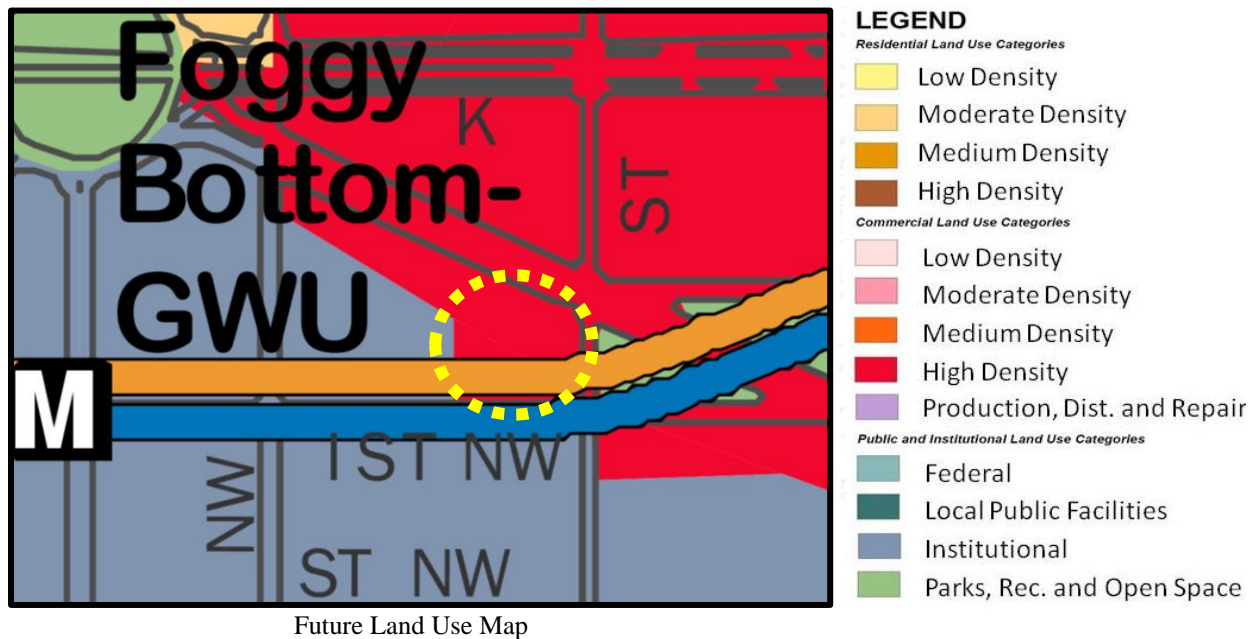 Foggy
Bottom-
GWU
K
ST
M
I ST NW
NW
ST NW
Future Land Use Map
LEGEND
Residential Land Use Categories
Low Density
Moderate Density
Medium Density
High Density
Commercial Land Use Categories
Low Density
Moderate Density
Medium Density
High Density
Production, Dist. and Repair
Public and Institutional Land Use Categories
Federal
Local Public Facilities
Institutional
Parks, Rec. and Open Space